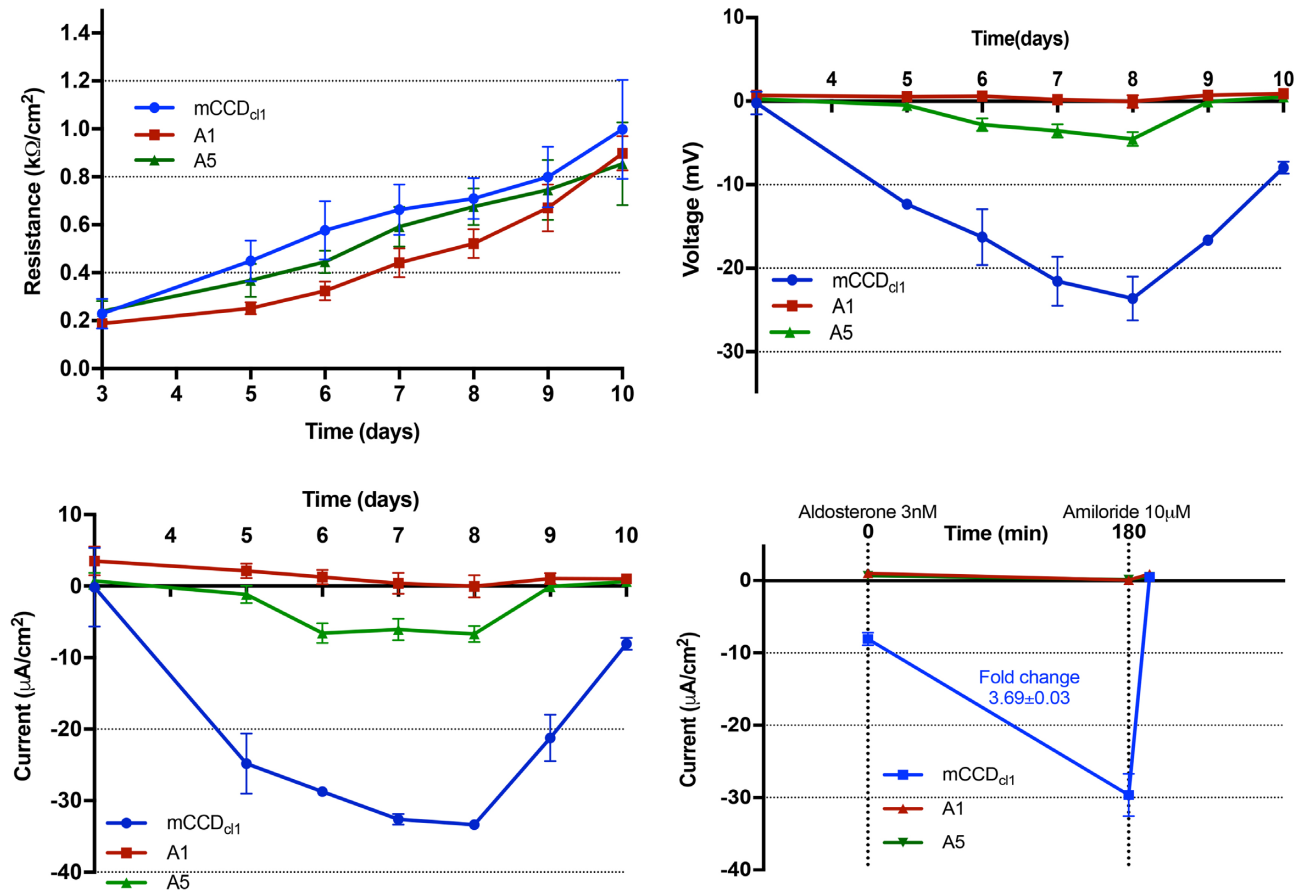 1.4
1.2
1.0
0.8
0.6
0.4
0.2
0.0
Resistance (kΩ/cm²)
mCCDcl1
A1
A5
3 4 5 6 7 8 9 10
Time (days)
10
0
-10
-20
-30
Voltage (mV)
Time(days)
4 5 6 7 8 9 10
mCCDcl1
A1
A5
Time (days)
10
0
-10
-20
-30
-40
Current (μA/cm²)
4 5 6 7 8 9 10
mCCDcl1
A1
A5
Aldosterone 3nM Amiloride 10μM
0 Time (min) 180
0
-10
-20
-30
-40
Current (μA/cm²)
Fold change
3.69±0.03
mCCDcl1
A1
A5